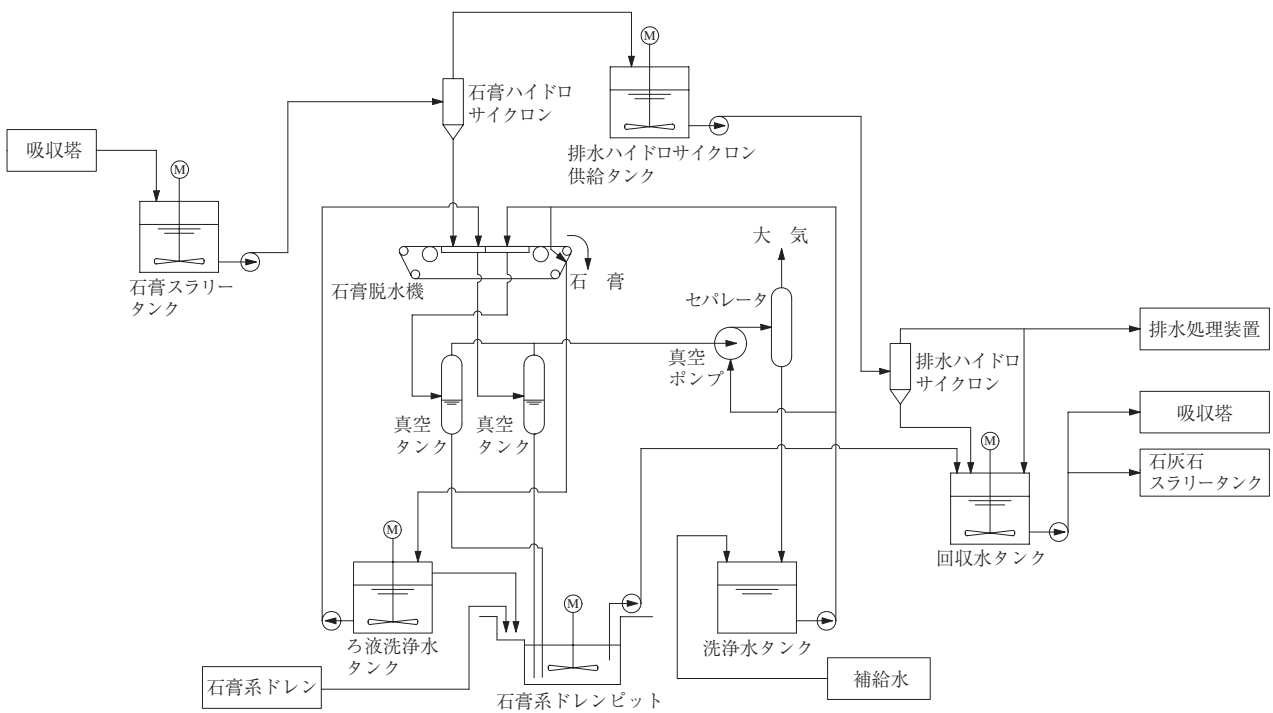 M
石膏ハイドロ
サイクロン
吸収塔
M
排水ハイドロサイクロン
供給タンク
石膏スラリー
タンク
大 気
石膏脱水機
石 膏
セパレータ
真空
ポンプ
排水処理装置
排水ハイドロ
サイクロン
真空
タンク
真空
タンク
吸収塔
M
石灰石
スラリータンク
回収水タンク
M
M
ろ液洗浄水
タンク
洗浄水タンク
石膏系ドレン
石膏系ドレンピット
補給水